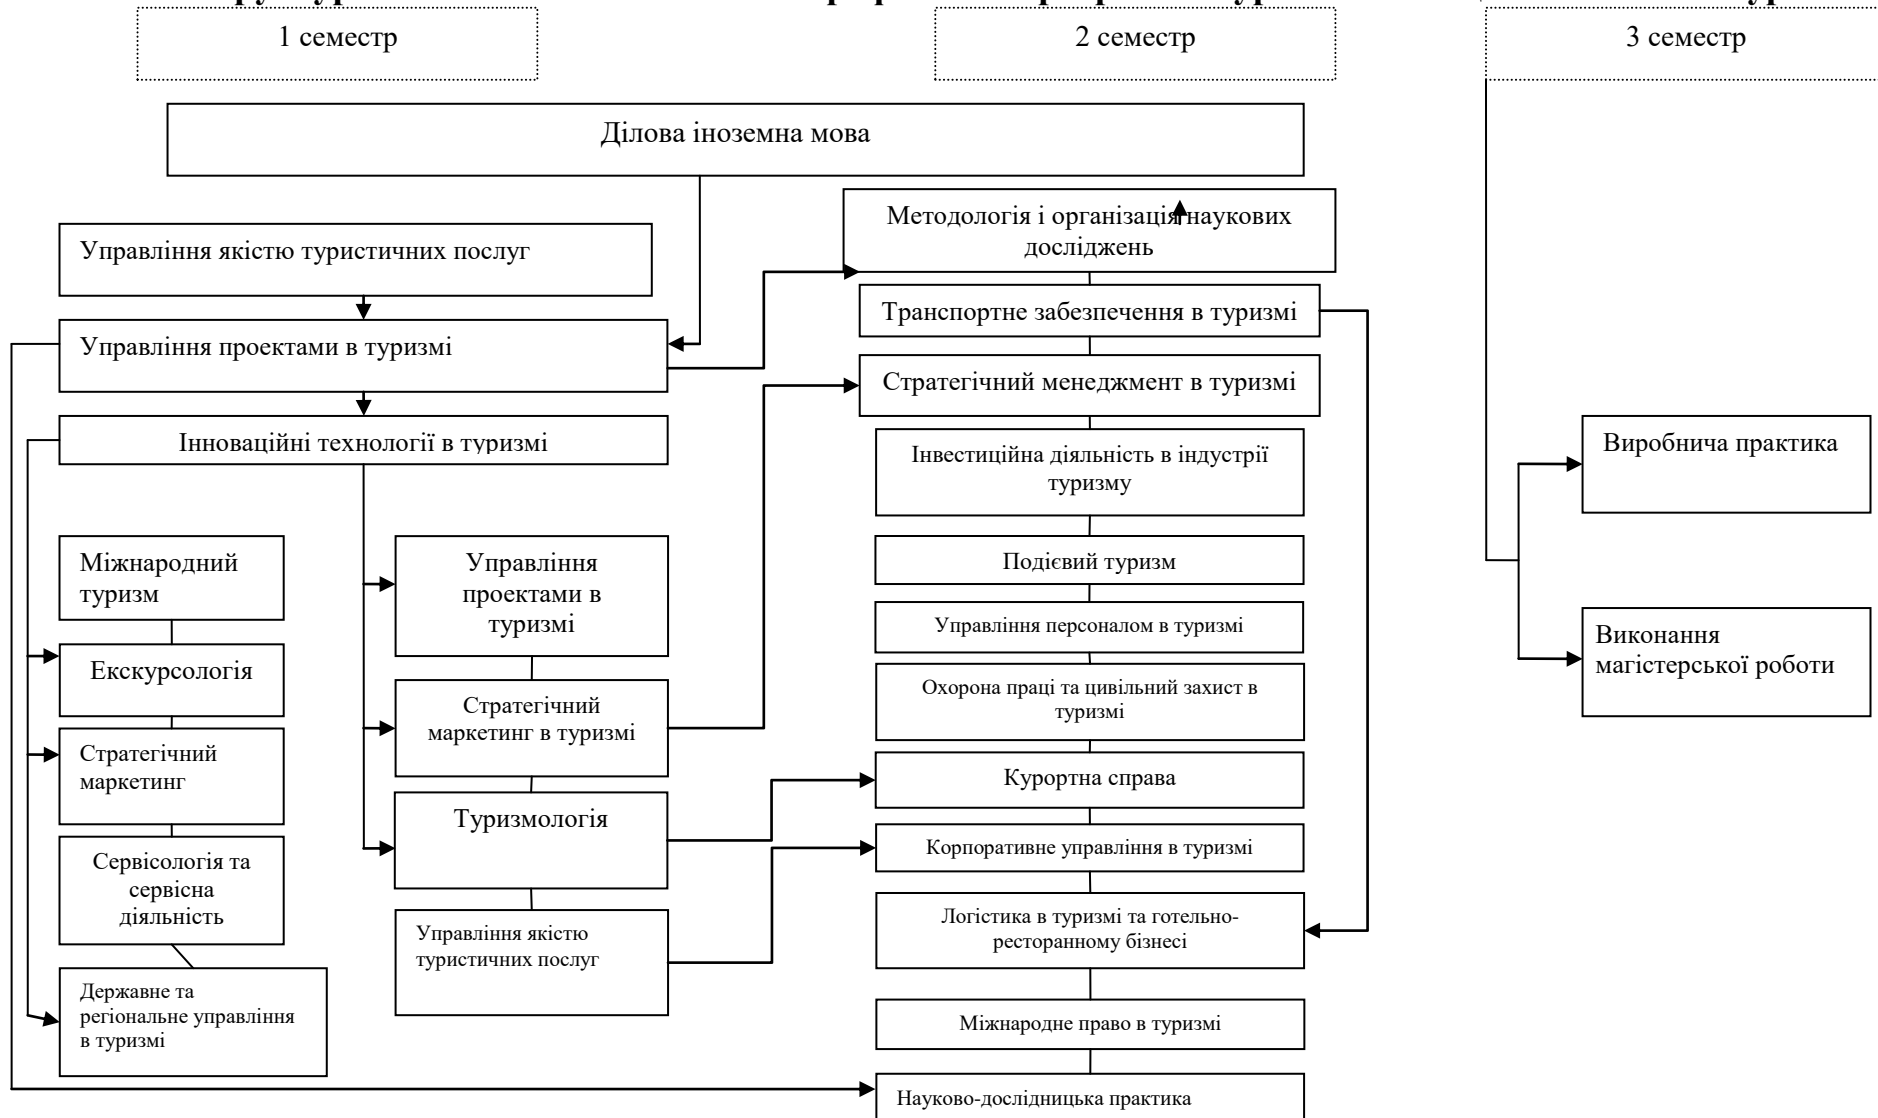 1 семестр
2 семестр
3 семестр
Ділова іноземна мова
Управління якістю туристичних послуг
Управління проектами в туризмі
Інноваційні технології в туризмі
Міжнародний
туризм
Екскурсологія
Стратегічний
маркетинг
Сервісологія та
сервісна
діяльність
Державне та
регіональне управління
в туризмі
Управління
проектами в
туризмі
Стратегічний
маркетинг в туризмі
Туризмологія
Управління якістю
туристичних послуг
Методологія і організація наукових
досліджень
Транспортне забезпечення в туризмі
Стратегічний менеджмент в туризмі
Інвестиційна діяльність в індустрії
туризму
Подієвий туризм
Управління персоналом в туризмі
Охорона праці та цивільний захист в
туризмі
Курортна справа
Корпоративне управління в туризмі
Логістика в туризмі та готельно-
ресторанному бізнесі
Міжнародне право в туризмі
Науково-дослідницька практика
Виробнича практика
Виконання
магістерської роботи